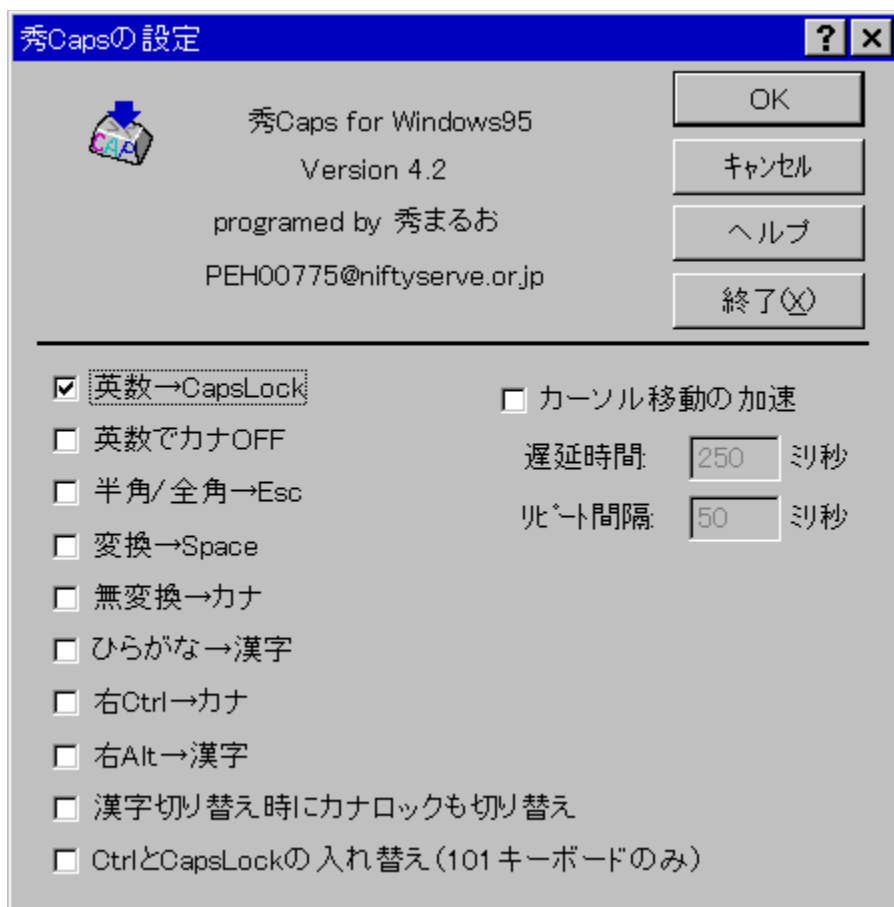 秀Capsの設定
秀Caps for Windows95
Version 4.2
programed by 秀まるお
PEH00775@niftyserve.or.jp
OK
キャンセル
ヘルプ
終了(X)
英数→CapsLock
英数でカナOFF
半角/全角→Esc
変換→Space
無変換→カナ
ひらがな→漢字
右Ctrl→カナ
右Alt→漢字
漢字切り替え時にカナロックも切り替え
CtrlとCapsLockの入れ替え(101キーボードのみ)
カーソル移動の加速
遅延時間: 250 ﾐﾘ秒
ﾘﾋﾟｰﾄ間隔: 50 ﾐﾘ秒